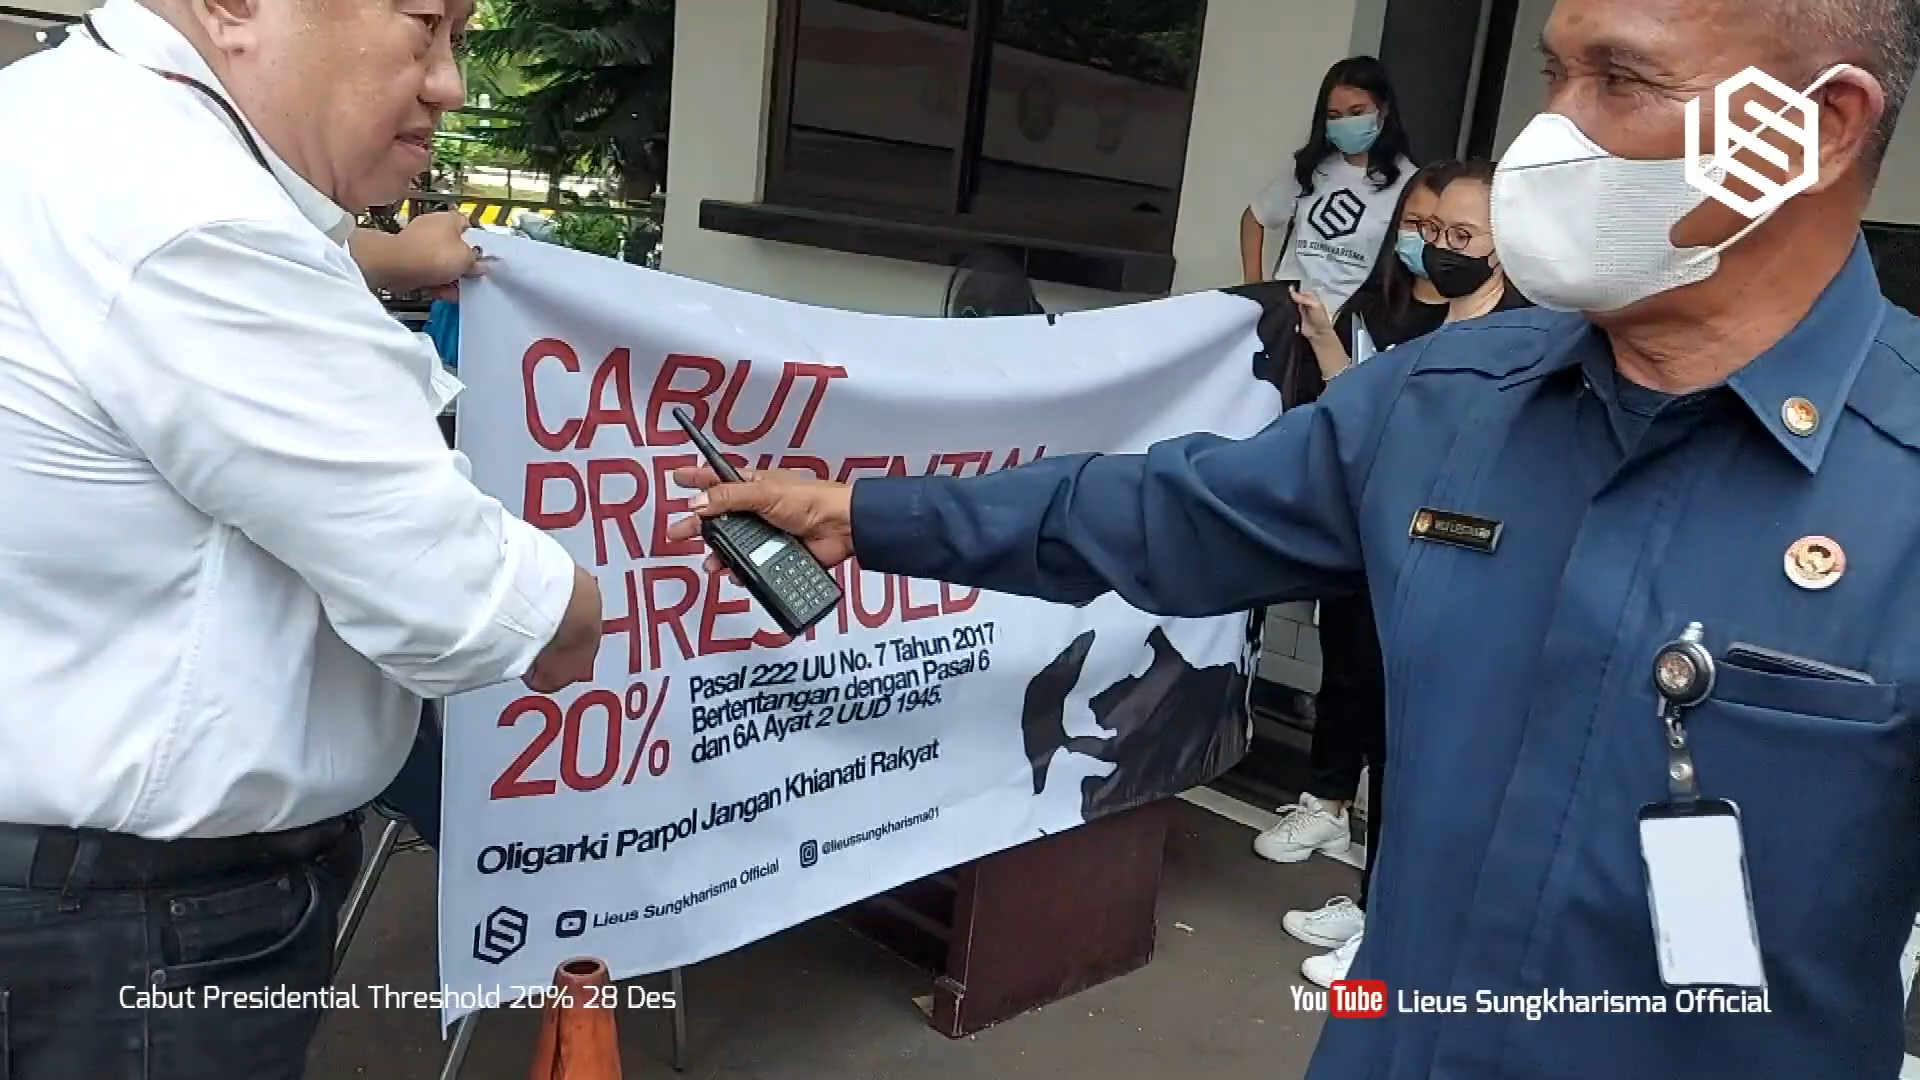 CABUT
PRESIDENTIAL
THRESHOLD
20%
Pasal 222 UU No. 7 Tahun 2017
Bertentangan dengan Pasal 6
dan 6A Ayat 2 UUD 1945.
Oligarki Parpol Jangan Khianati Rakyat
Lieus Sungkharisma Official
@lieussungkharisma01
Cabut Presidential Threshold 20% 28 Des
YouTube Lieus Sungkharisma Official